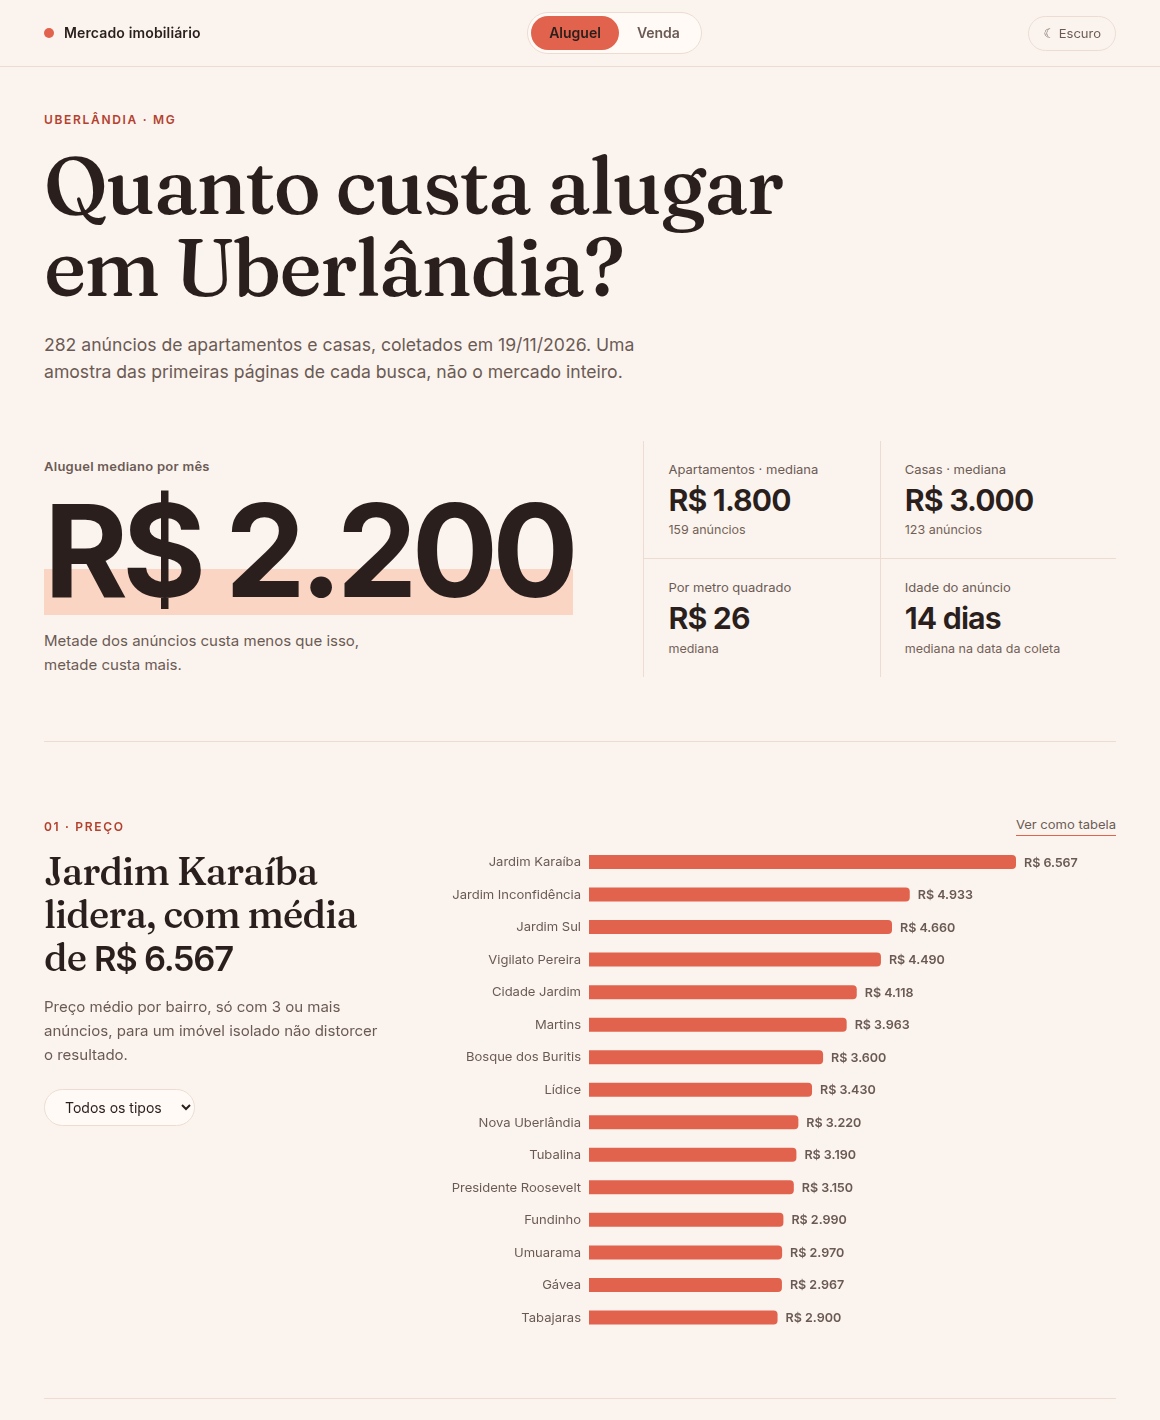 Mercado imobiliário
Aluguel
Venda
☾ Escuro
UBERLÂNDIA · MG
Quanto custa alugar
em Uberlândia?
282 anúncios de apartamentos e casas, coletados em 19/11/2026. Uma
amostra das primeiras páginas de cada busca, não o mercado inteiro.
Aluguel mediano por mês
R$ 2.200
Metade dos anúncios custa menos que isso,
metade custa mais.
Apartamentos · mediana
R$ 1.800
159 anúncios
Casas · mediana
R$ 3.000
123 anúncios
Por metro quadrado
R$ 26
mediana
Idade do anúncio
14 dias
mediana na data da coleta
01 · PREÇO
Jardim Karaíba
lidera, com média
de R$ 6.567
Preço médio por bairro, só com 3 ou mais
anúncios, para um imóvel isolado não distorcer
o resultado.
Todos os tipos
Ver como tabela
Jardim Karaíba R$ 6.567
Jardim Inconfidência R$ 4.933
Jardim Sul R$ 4.660
Vigilato Pereira R$ 4.490
Cidade Jardim R$ 4.118
Martins R$ 3.963
Bosque dos Buritis R$ 3.600
Lídice R$ 3.430
Nova Uberlândia R$ 3.220
Tubalina R$ 3.190
Presidente Roosevelt R$ 3.150
Fundinho R$ 2.990
Umuarama R$ 2.970
Gávea R$ 2.967
Tabajaras R$ 2.900